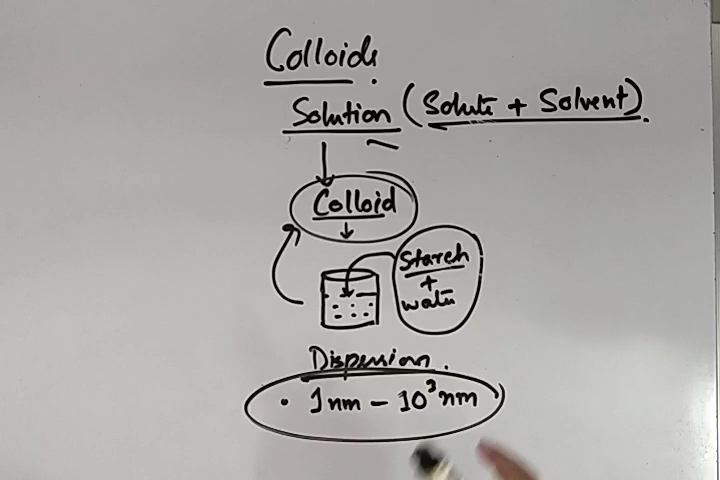 Colloids.
Solution (Solute + Solvent).
Colloid
Starch
+
water
Dispersion.
• 1nm – 10³nm